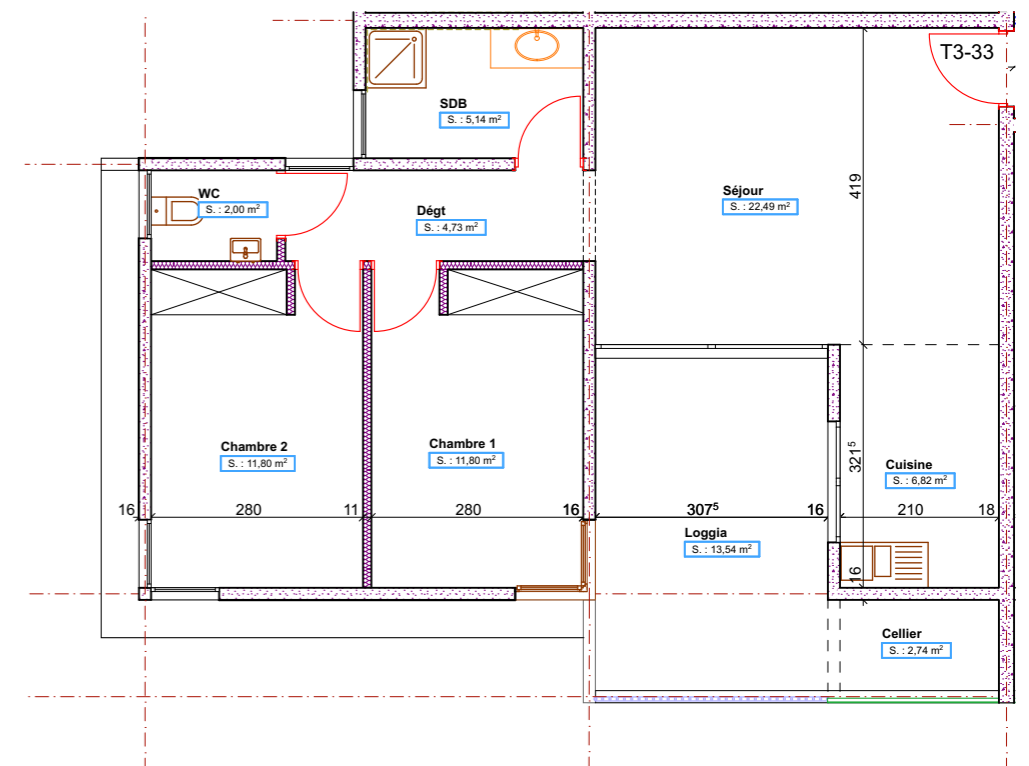 T3-33
SDB
S. : 5,14 m²
WC
S. : 2,00 m²
Dégt
S. : 4,73 m²
Séjour
S. : 22,49 m²
419
Chambre 2
S. : 11,80 m²
Chambre 1
S. : 11,80 m²
321⁵
Cuisine
S. : 6,82 m²
16 280 11 280 16 307⁵ 16 210 18
Loggia
S. : 13,54 m²
16
Cellier
S. : 2,74 m²